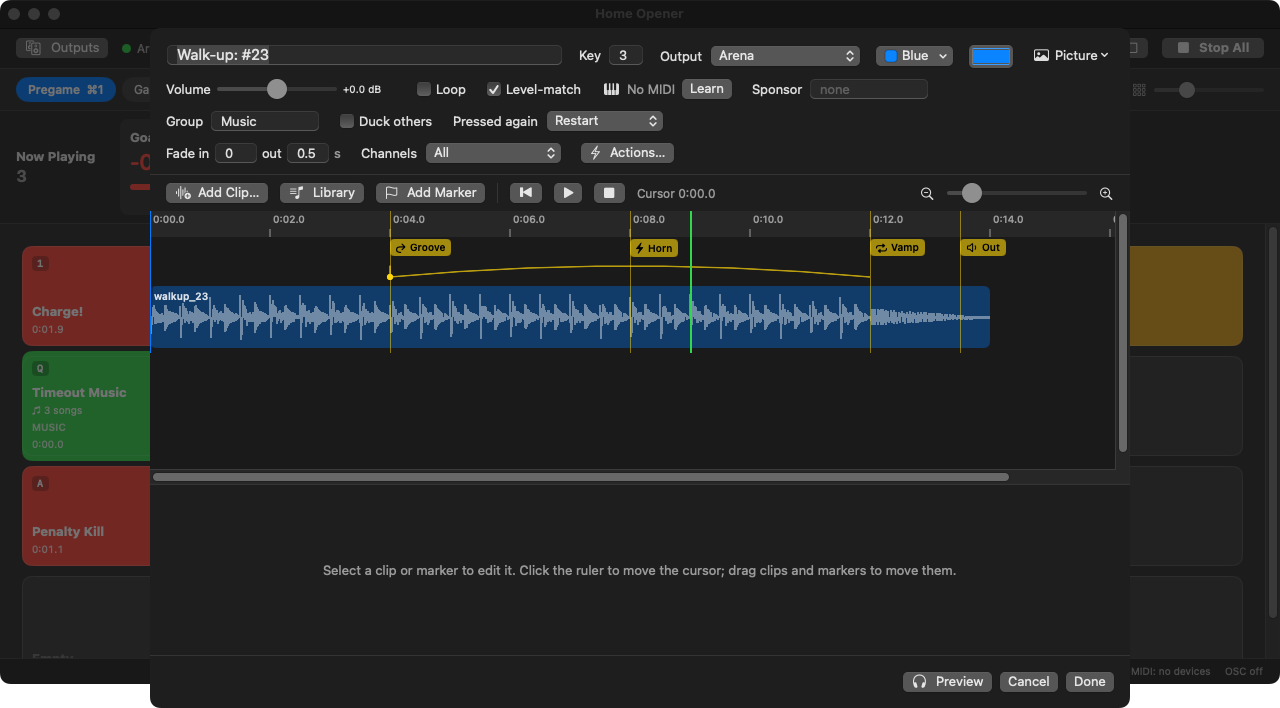 Home Opener
Outputs
Ar
Stop All
Pregame ⌘1
Ga
Now Playing
3
Goa
-0
Walk-up: #23
Key 3
Output Arena
Blue
Picture
Volume +0.0 dB
Loop
Level-match
No MIDI Learn
Sponsor none
Group Music
Duck others
Pressed again Restart
Fade in 0 out 0.5 s
Channels All
Actions...
Add Clip...
Library
Add Marker
Cursor 0:00.0
0:00.0 0:02.0 0:04.0 0:06.0 0:08.0 0:10.0 0:12.0 0:14.0
Groove Horn Vamp Out
walkup_23
1
Charge!
0:01.9
Q
Timeout Music
3 songs
MUSIC
0:00.0
A
Penalty Kill
0:01.1
Empty
Select a clip or marker to edit it. Click the ruler to move the cursor; drag clips and markers to move them.
MIDI: no devices OSC off
Preview Cancel Done